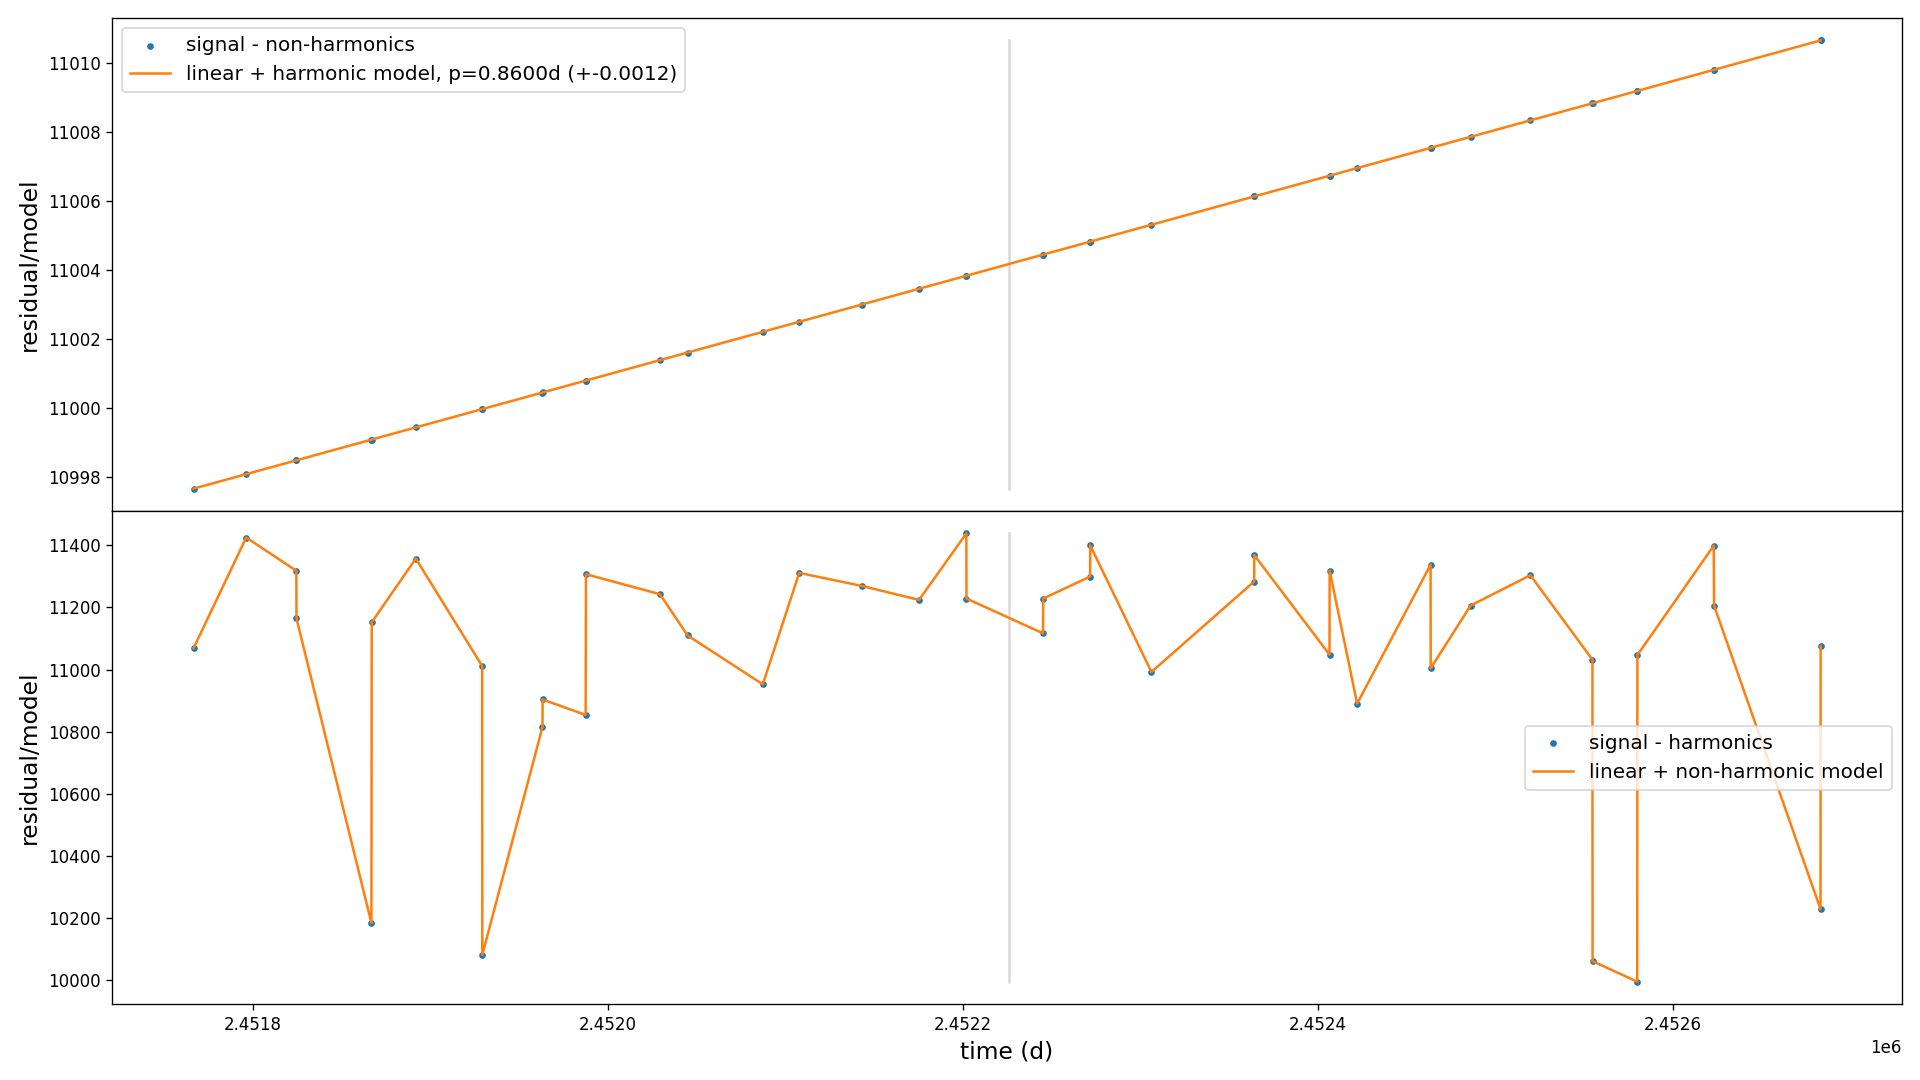 signal - non-harmonics
linear + harmonic model, p=0.8600d (+-0.0012)
residual/model
11010
11008
11006
11004
11002
11000
10998
residual/model
11400
11200
11000
10800
10600
10400
10200
10000
signal - harmonics
linear + non-harmonic model
2.4518 2.4520 2.4522 2.4524 2.4526
1e6
time (d)